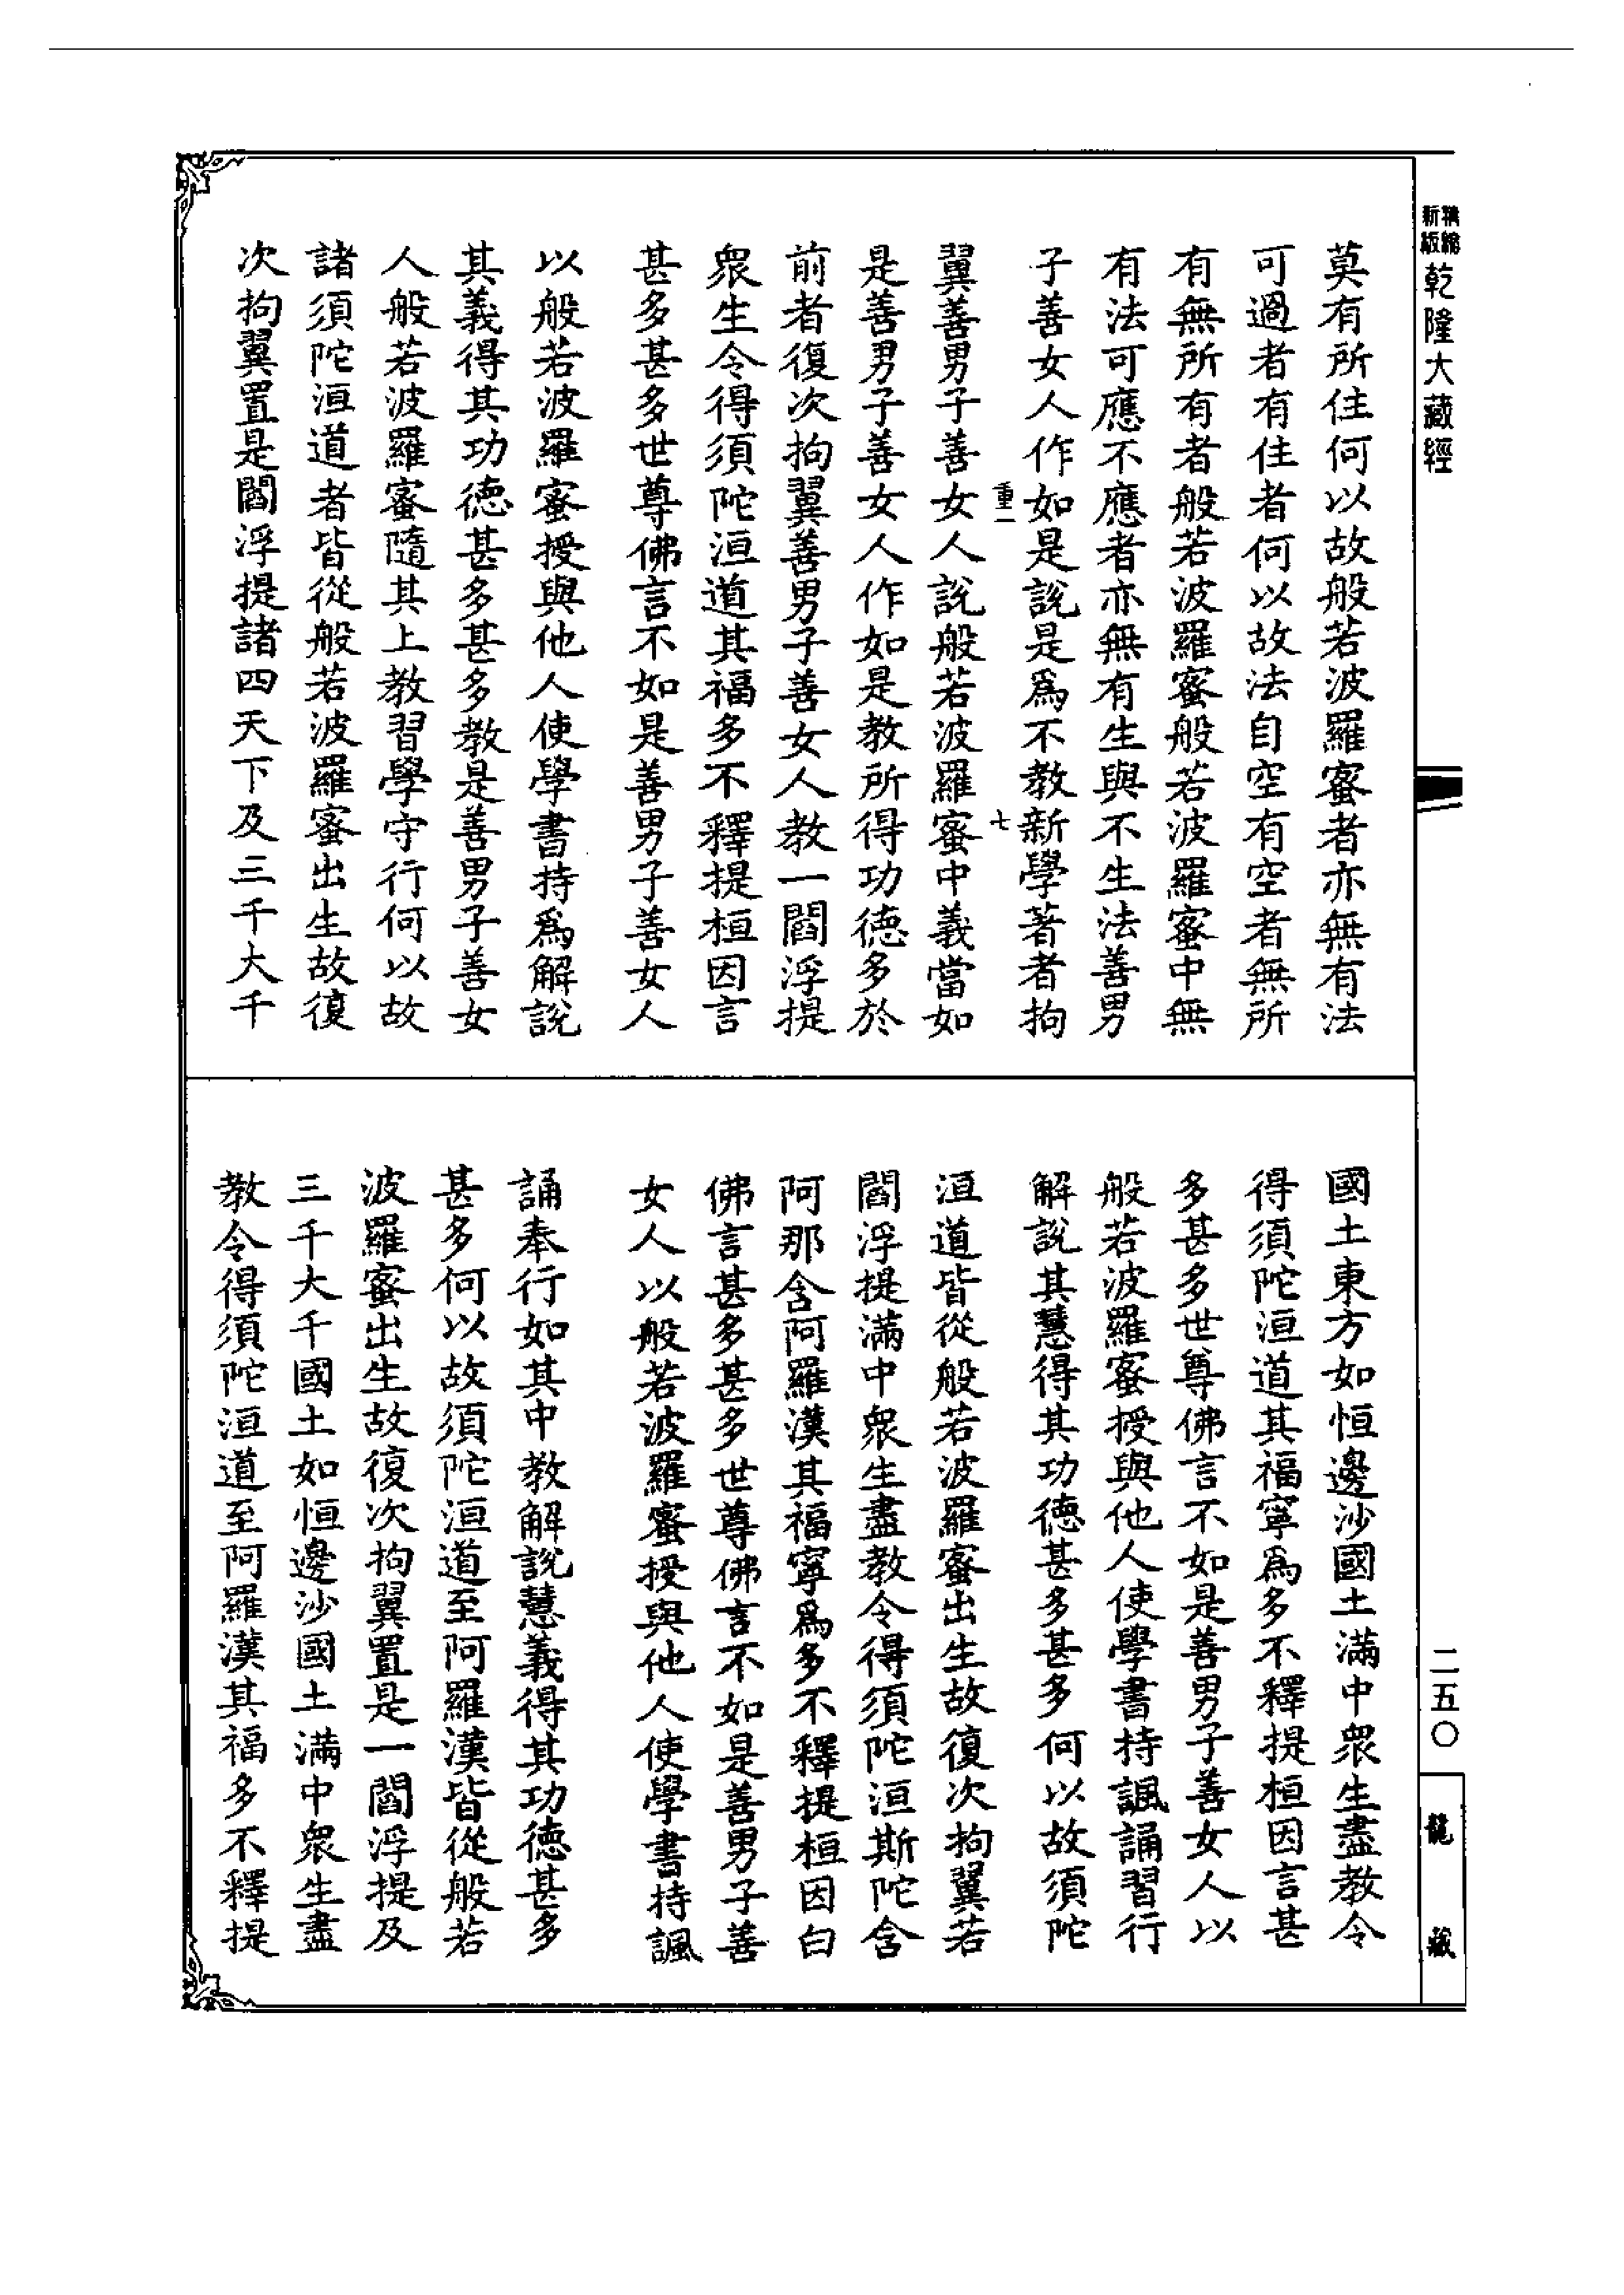 精縮
新版
乾隆大藏經
莫有所住何以故般若波羅蜜者亦無有法
可過者有住者何以故法自空有空者無所
有無所有者般若波羅蜜般若波羅蜜中無
有法可應不應者亦無有生與不生法善男
子善女人作如是說是爲不教新學著者拘
重一
七
翼善男子善女人說般若波羅蜜中義當如
是善男子善女人作如是教所得功德多於
前者復次拘翼善男子善女人教一閻浮提
衆生令得須陀洹道其福多不釋提桓因言
甚多甚多世尊佛言不如是善男子善女人
以般若波羅蜜授與他人使學書持爲解說
其義得其功德甚多甚多教是善男子善女
人般若波羅蜜隨其上教習學守行何以故
諸須陀洹道者皆從般若波羅蜜出生故復
次拘翼置是閻浮提諸四天下及三千大千
國土東方如恒邊沙國土滿中衆生盡教令
得須陀洹道其福寧爲多不釋提桓因言甚
多甚多世尊佛言不如是善男子善女人以
般若波羅蜜授與他人使學書持諷誦習行
解說其慧得其功德甚多甚多何以故須陀
洹道皆從般若波羅蜜出生故復次拘翼若
閻浮提滿中衆生盡教令得須陀洹斯陀含
阿那含阿羅漢其福寧爲多不釋提桓因白
佛言甚多甚多世尊佛言不如是善男子善
女人以般若波羅蜜授與他人使學書持諷
誦奉行如其中教解說慧義得其功德甚多
甚多何以故須陀洹道至阿羅漢皆從般若
波羅蜜出生故復次拘翼置是一閻浮提及
三千大千國土如恒邊沙國土滿中衆生盡
教令得須陀洹道至阿羅漢其福多不釋提
二五〇
龍藏